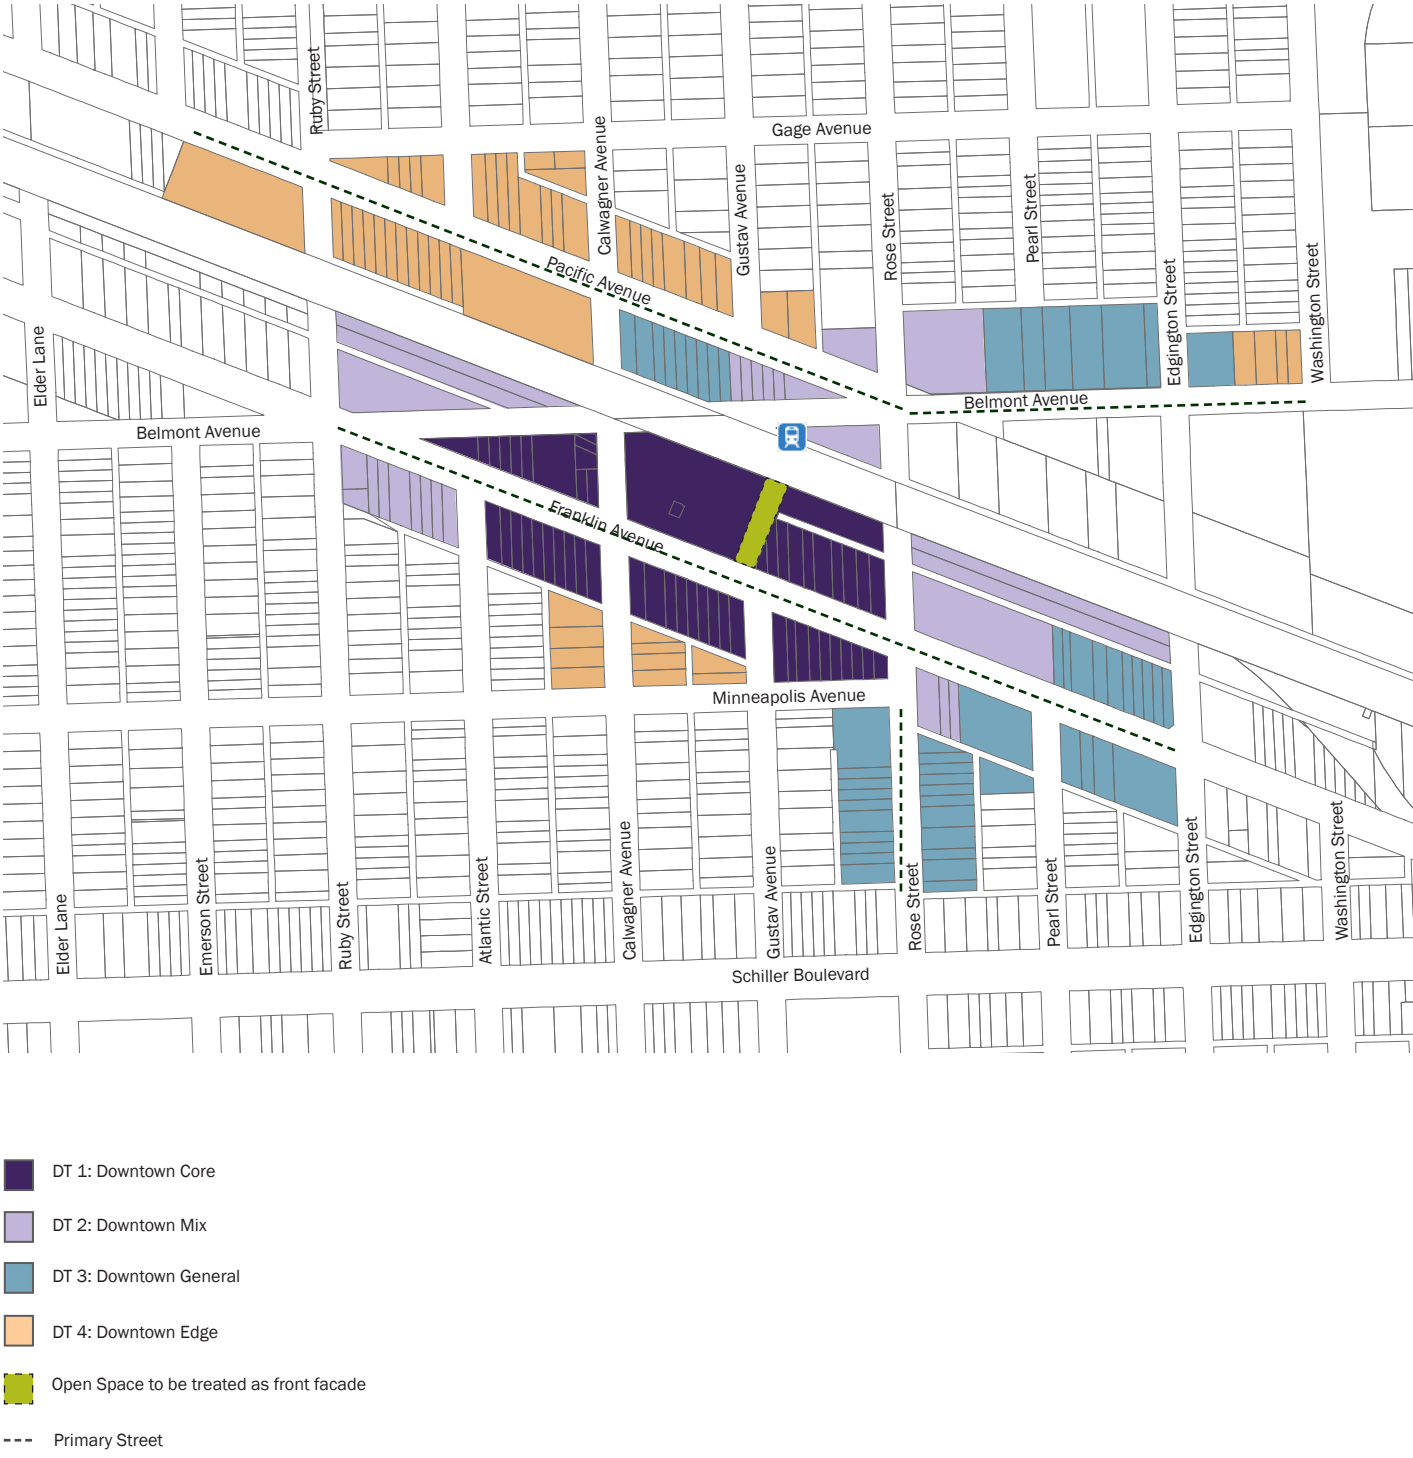 Ruby Street
Gage Avenue
Calwagner Avenue
Gustav Avenue
Rose Street
Pearl Street
Edgington Street
Washington Street
Pacific Avenue
Elder Lane
Belmont Avenue
Belmont Avenue
Franklin Avenue
Minneapolis Avenue
Elder Lane
Emerson Street
Ruby Street
Atlantic Street
Calwagner Avenue
Gustav Avenue
Rose Street
Pearl Street
Edgington Street
Washington Street
Schiller Boulevard
DT 1: Downtown Core
DT 2: Downtown Mix
DT 3: Downtown General
DT 4: Downtown Edge
Open Space to be treated as front facade
Primary Street